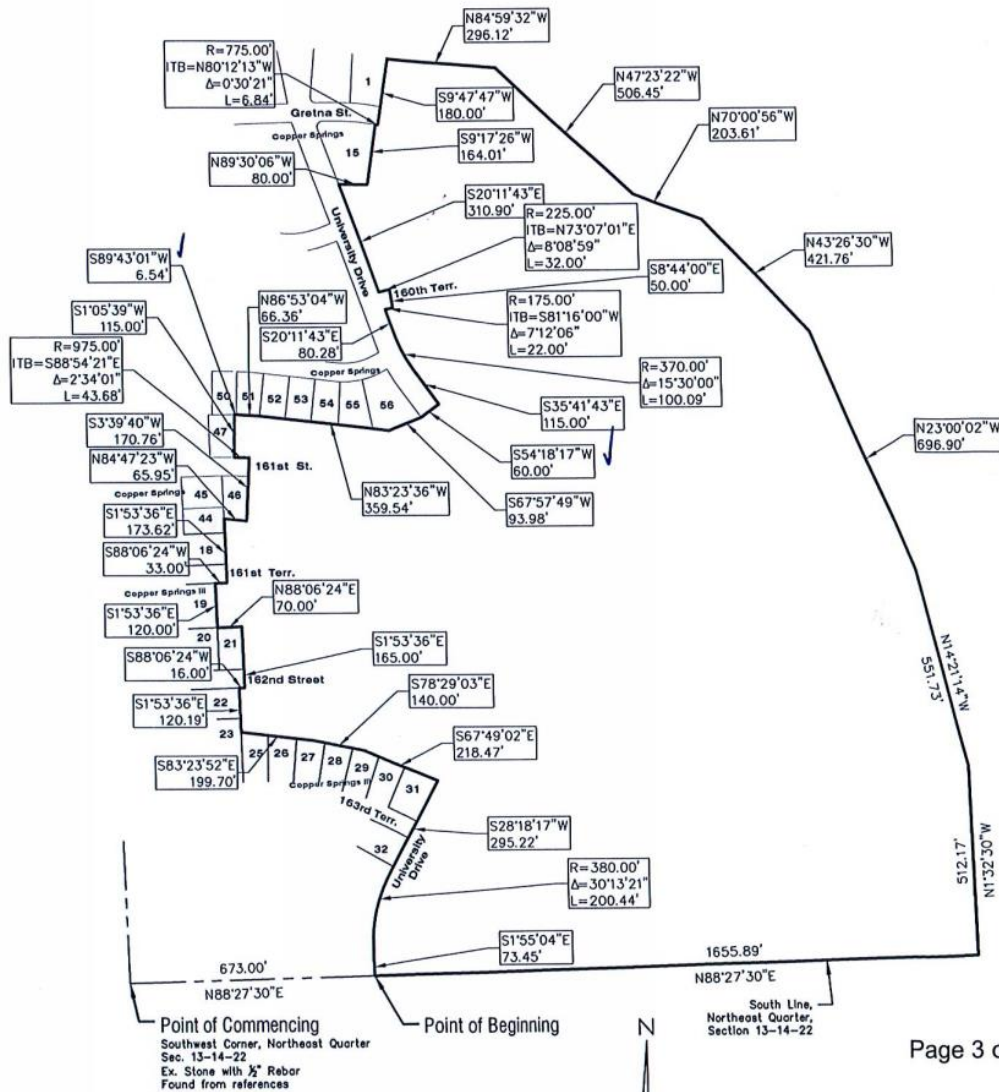 N84°59'32"W
296.12'
R=775.00'
ITB=N80°12'13"W
Δ=0°30'21"
L=6.84'
1
N47°23'22"W
506.45'
S9°47'47"W
180.00'
Gretna St.
Copper Springs
N70°00'56"W
203.61'
15
S9°17'26"W
164.01'
N89°30'06"W
80.00'
S20°11'43"E
310.90'
R=225.00'
ITB=N73°07'01"E
Δ=8°08'59"
L=32.00'
University Drive
N43°26'30"W
421.76'
S89°43'01"W
6.54'
160th Terr.
S8°44'00"E
50.00'
N86°53'04"W
66.36'
S1°05'39"W
115.00'
R=175.00'
ITB=S81°16'00"W
Δ=7°12'06"
L=22.00'
S20°11'43"E
80.28'
R=975.00'
ITB=S88°54'21"E
Δ=2°34'01"
L=43.68'
R=370.00'
Δ=15°30'00"
L=100.09'
Copper Springs
50
51
52
53
54
55
56
S35°41'43"E
115.00'
N23°00'02"W
696.90'
47
S3°39'40"W
170.76'
S54°18'17"W
60.00'
N84°47'23"W
65.95'
161st St.
Copper Springs
45
46
N83°23'36"W
359.54'
S67°57'49"W
93.98'
S1°53'36"E
173.62'
44
18
S88°06'24"W
33.00'
161st Terr.
Copper Springs III
19
N88°06'24"E
70.00'
S1°53'36"E
120.00'
20
21
S1°53'36"E
165.00'
S88°06'24"W
16.00'
162nd Street
N14°21'14"W
551.73'
S78°29'03"E
140.00'
S1°53'36"E
120.19'
22
23
S67°49'02"E
218.47'
S83°23'52"E
199.70'
25
26
27
28
29
30
31
Copper Springs III
163rd Terr.
32
University
Drive
S28°18'17"W
295.22'
512.17'
N1°32'30"W
R=380.00'
Δ=30°13'21"
L=200.44'
S1°55'04"E
73.45'
673.00'
N88°27'30"E
1655.89'
N88°27'30"E
South Line,
Northeast Quarter,
Section 13-14-22
Point of Commencing
Southwest Corner, Northeast Quarter
Sec. 13-14-22
Ex. Stone with ½" Rebar
Found from references
Point of Beginning
N
Page 3 o